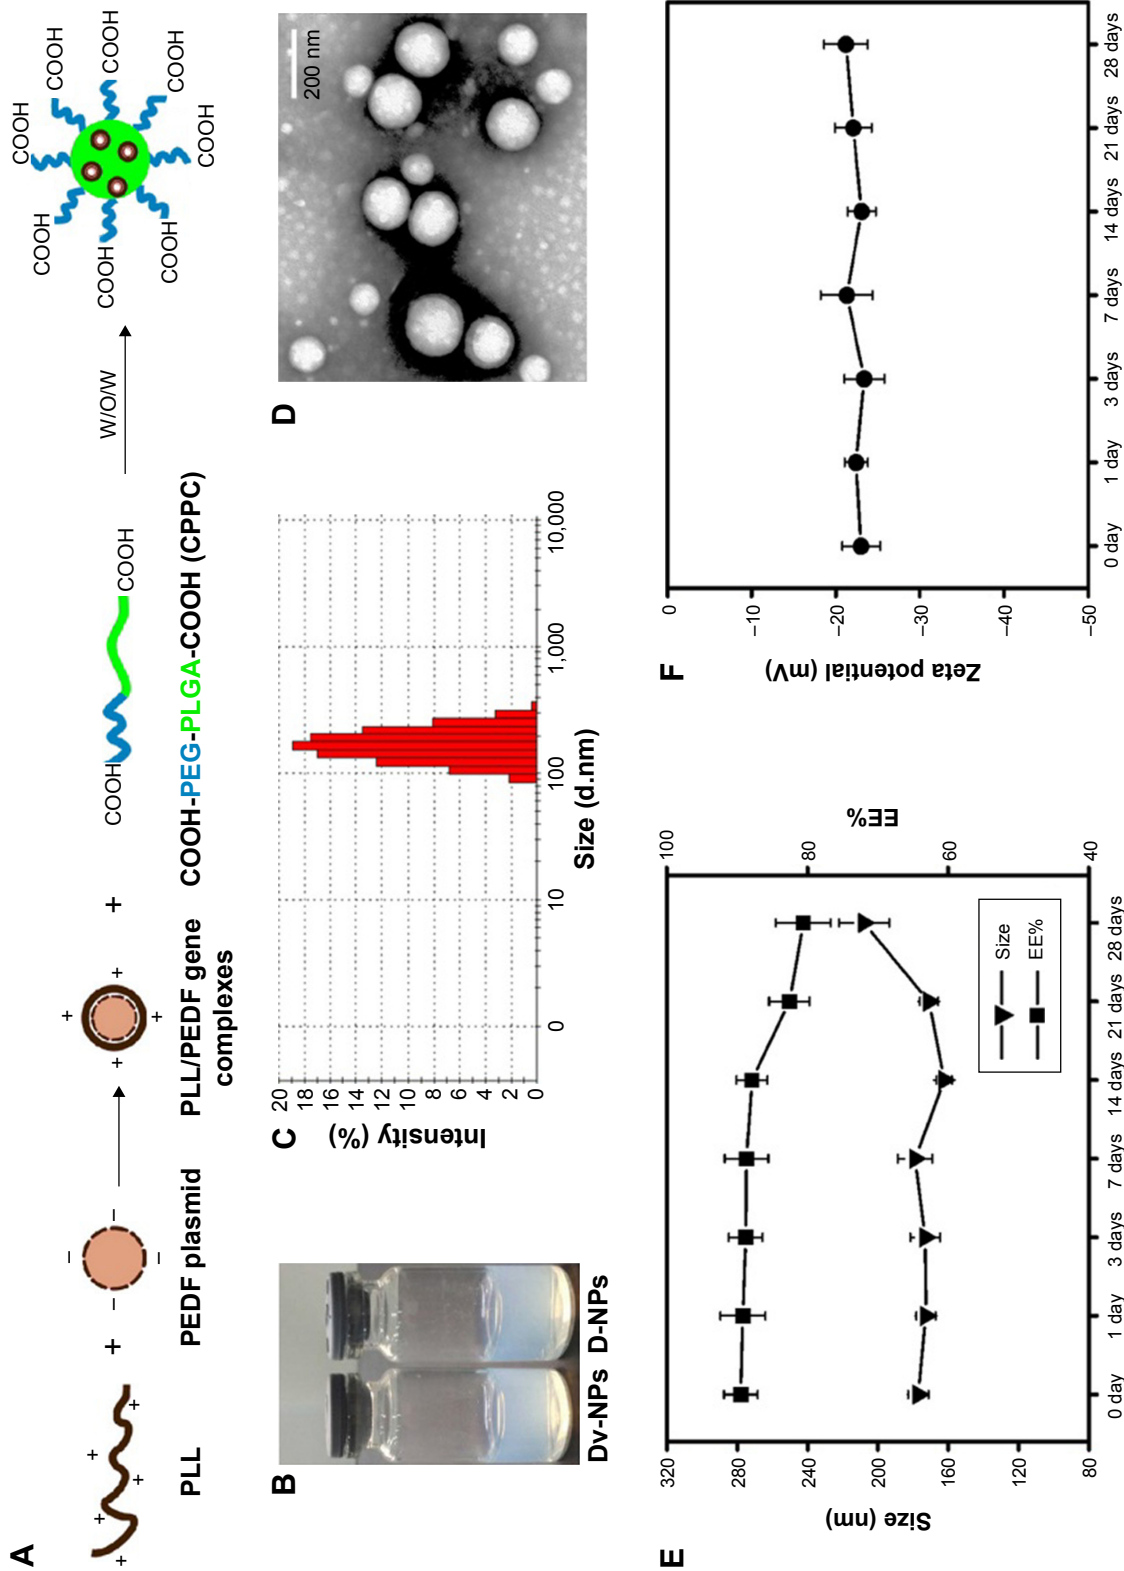 A
PLL
+
+
+
+
+
+
PEDF plasmid
–
–
–
–
PLL/PEDF gene
complexes
+
+
+
+
+
COOH
COOH
COOH-PEG-PLGA-COOH (CPPC)
W/O/W
COOH
COOH
COOH
COOH
COOH
COOH
COOH
COOH
B
Dv-NPs D-NPs
C
Intensity (%)
20
18
16
14
12
10
8
6
4
2
0
0 10 100 1,000 10,000
Size (d.nm)
D
200 nm
E
Size (nm)
320
280
240
200
160
120
80
0 day 1 day 3 days 7 days 14 days 21 days 28 days
Size
EE%
EE%
100
80
60
40
F
Zeta potential (mV)
0
–10
–20
–30
–40
–50
0 day 1 day 3 days 7 days 14 days 21 days 28 days